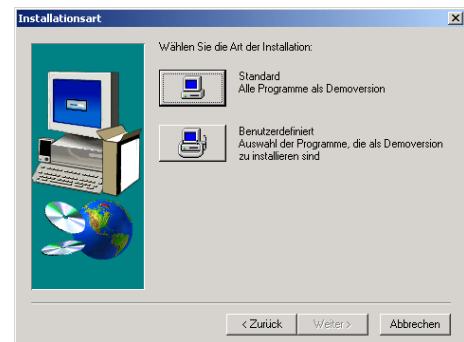 Installationsart
Wählen Sie die Art der Installation:
Standard
Alle Programme als Demoversion
Benutzerdefiniert
Auswahl der Programme, die als Demoversion
zu installieren sind
< Zurück
Weiter >
Abbrechen